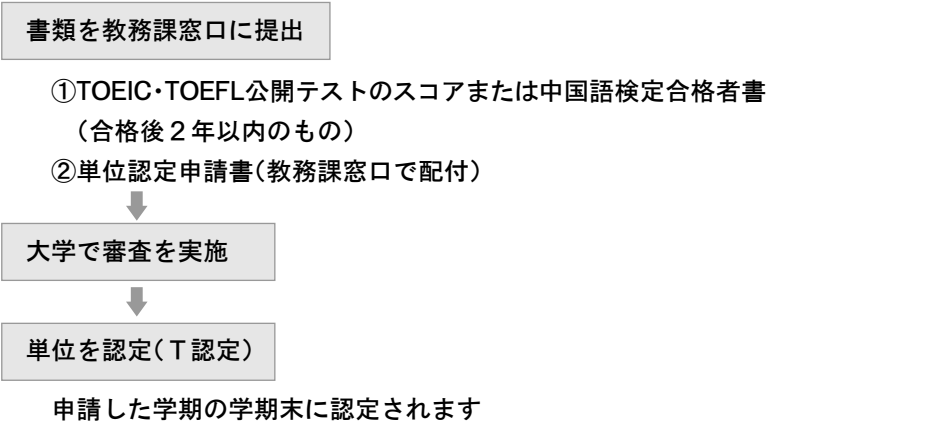 書類を教務課窓口に提出
①TOEIC・TOEFL公開テストのスコアまたは中国語検定合格者書
（合格後２年以内のもの）
②単位認定申請書（教務課窓口で配付）
大学で審査を実施
単位を認定（Ｔ認定）
申請した学期の学期末に認定されます